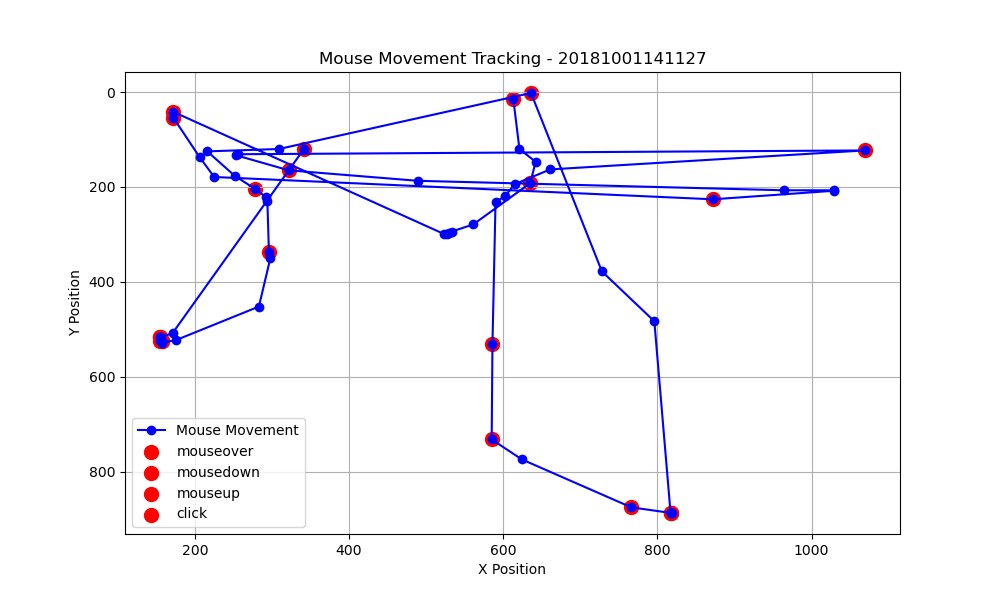 Mouse Movement Tracking - 20181001141127
0
200
400
600
800
Y Position
Mouse Movement
mouseover
mousedown
mouseup
click
200
400
600
800
1000
X Position